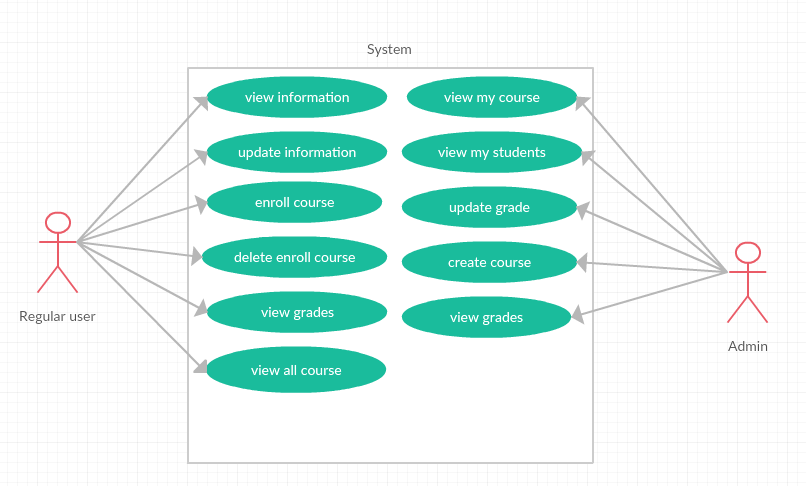 System
view information
view my course
update information
view my students
enroll course
update grade
delete enroll course
create course
view grades
view grades
view all course
Regular user
Admin